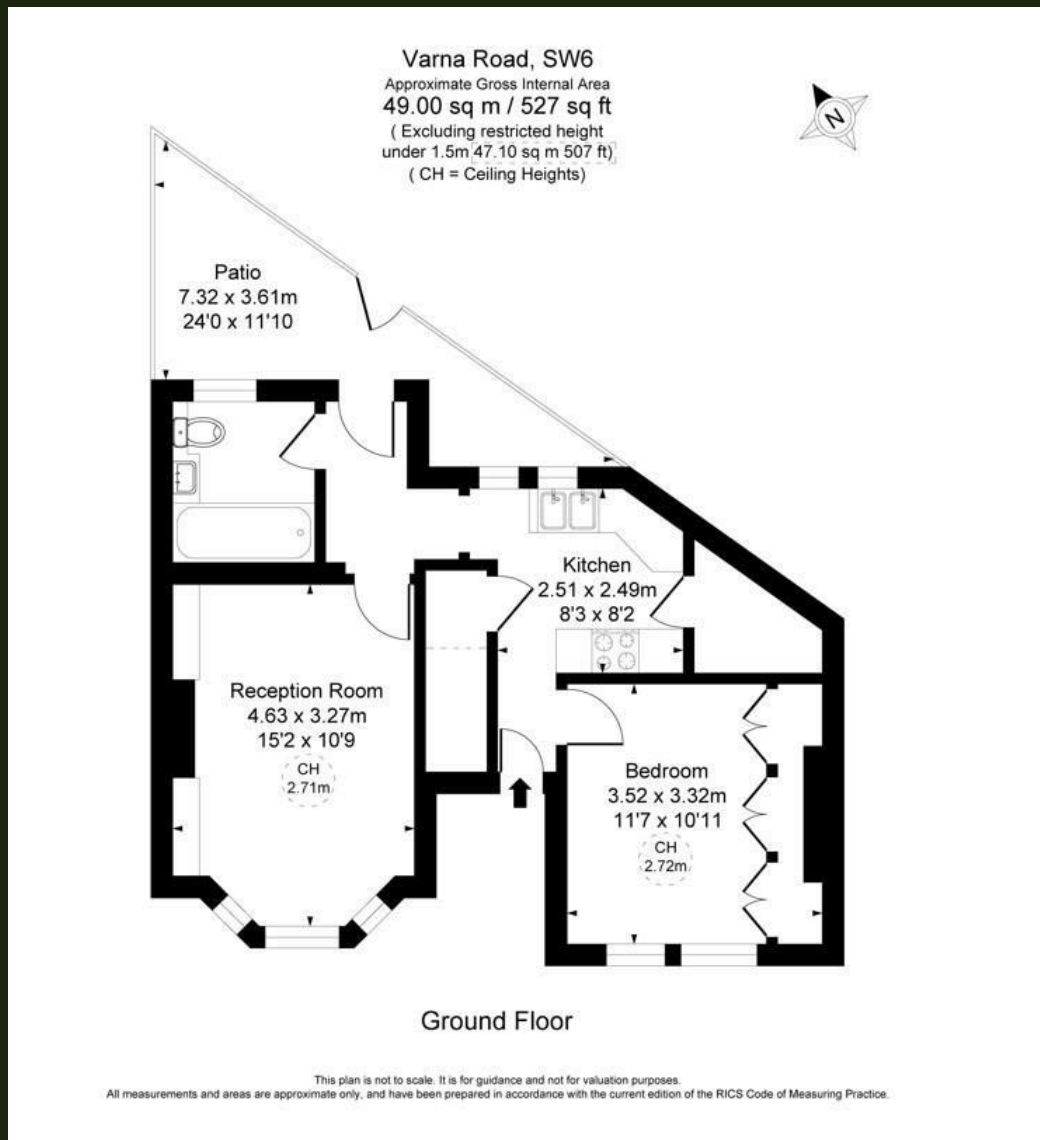 Varna Road, SW6
Approximate Gross Internal Area
49.00 sq m / 527 sq ft
( Excluding restricted height
under 1.5m 47.10 sq m 507 ft)
( CH = Ceiling Heights)
N
Patio
7.32 x 3.61m
24'0 x 11'10
Kitchen
2.51 x 2.49m
8'3 x 8'2
Reception Room
4.63 x 3.27m
15'2 x 10'9
CH
2.71m
Bedroom
3.52 x 3.32m
11'7 x 10'11
CH
2.72m
Ground Floor
This plan is not to scale. It is for guidance and not for valuation purposes.
All measurements and areas are approximate only, and have been prepared in accordance with the current edition of the RICS Code of Measuring Practice.